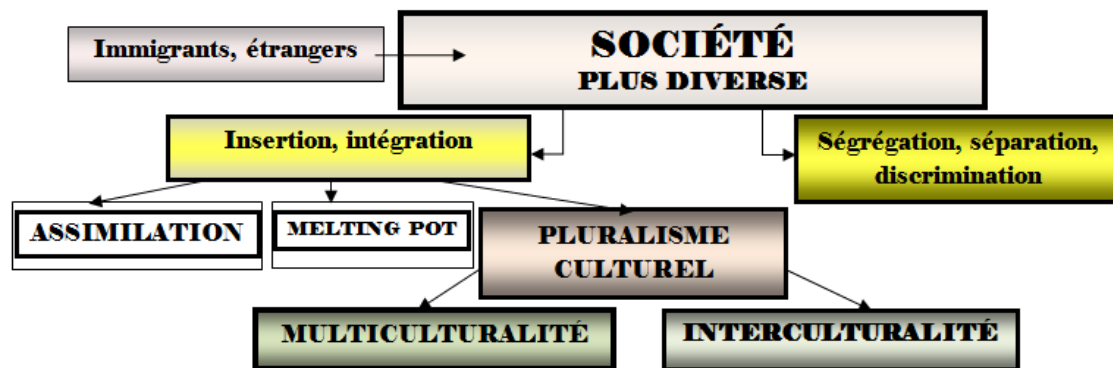 Immigrants, étrangers
SOCIÉTÉ
PLUS DIVERSE
Insertion, intégration
Ségrégation, séparation,
discrimination
ASSIMILATION
MELTING POT
PLURALISME
CULTUREL
MULTICULTURALITÉ
INTERCULTURALITÉ